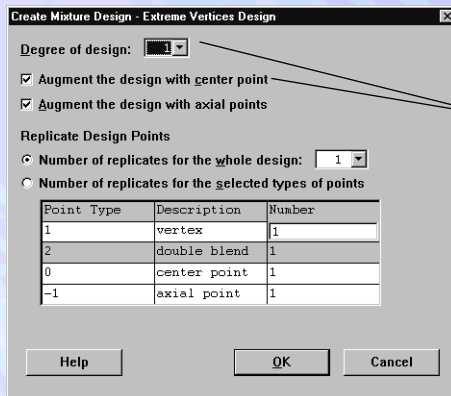 Create Mixture Design - Extreme Vertices Design
Degree of design: 1
Augment the design with center point
Augment the design with axial points
Replicate Design Points
Number of replicates for the whole design: 1
Number of replicates for the selected types of points
Point Type Description Number
1 vertex 1
2 double blend 1
0 center point 1
-1 axial point 1
Help OK Cancel